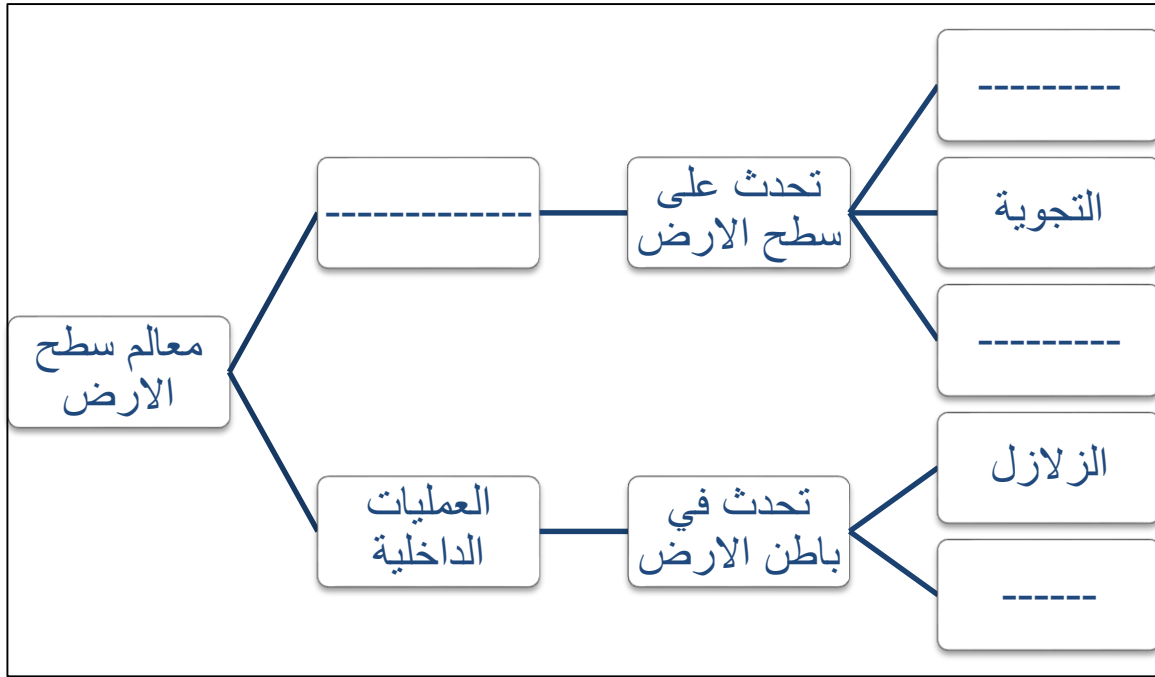 ---------
-------------
تحدث على
سطح الارض
التجوية
---------
معالم سطح
الارض
العمليات
الداخلية
تحدث في
باطن الارض
الزلازل
------